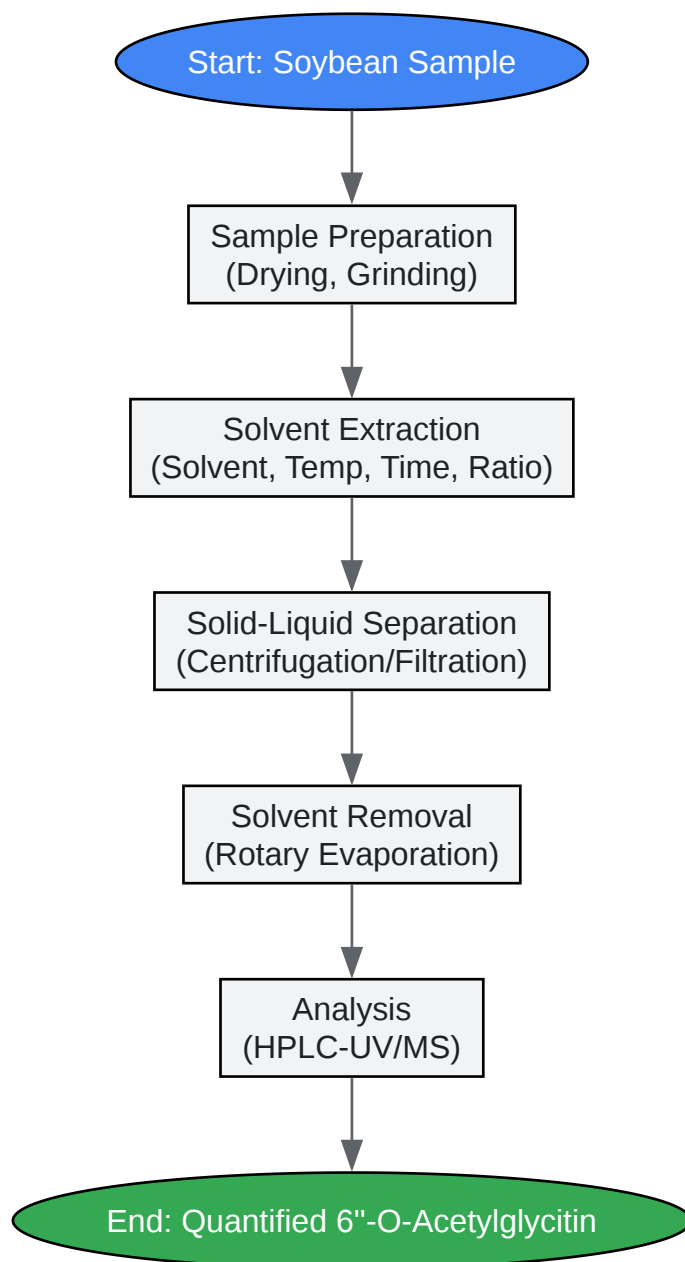 Start: Soybean Sample
Sample Preparation
(Drying, Grinding)
Solvent Extraction
(Solvent, Temp, Time, Ratio)
Solid-Liquid Separation
(Centrifugation/Filtration)
Solvent Removal
(Rotary Evaporation)
Analysis
(HPLC-UV/MS)
End: Quantified 6"-O-Acetylglycitin